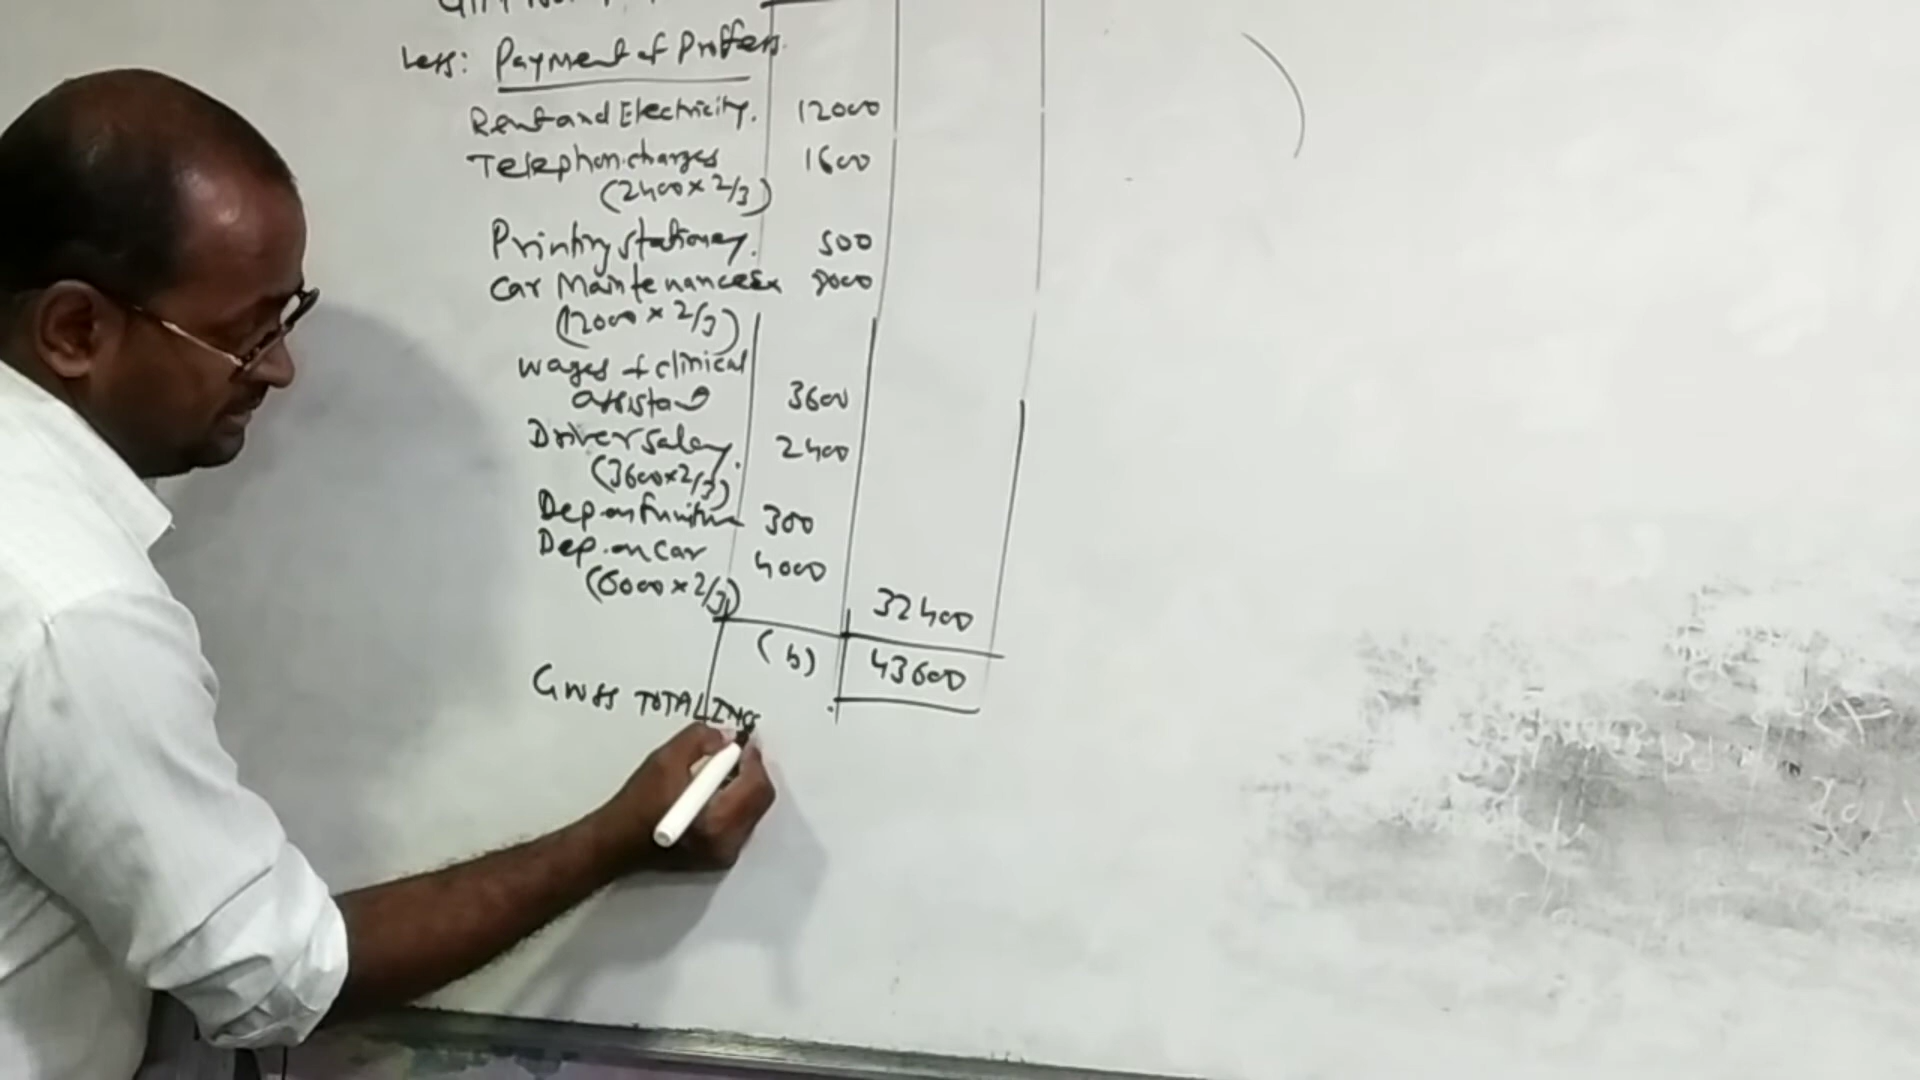 Less: Payment of Proffess.
Rent and Electricity. 12000
Telephon charges 1600
(2400 x 2/3)
Printing stationery. 500
Car Maintenance Ex 8000
(12000 x 2/3)
Wages of clinical
assistant 3600
Driver salary. 2400
(3600 x 2/3)
Dep. on furniture 300
Dep. on Car 4000
(6000 x 2/3)
32400
(b) 43600
Gross TOTAL INC